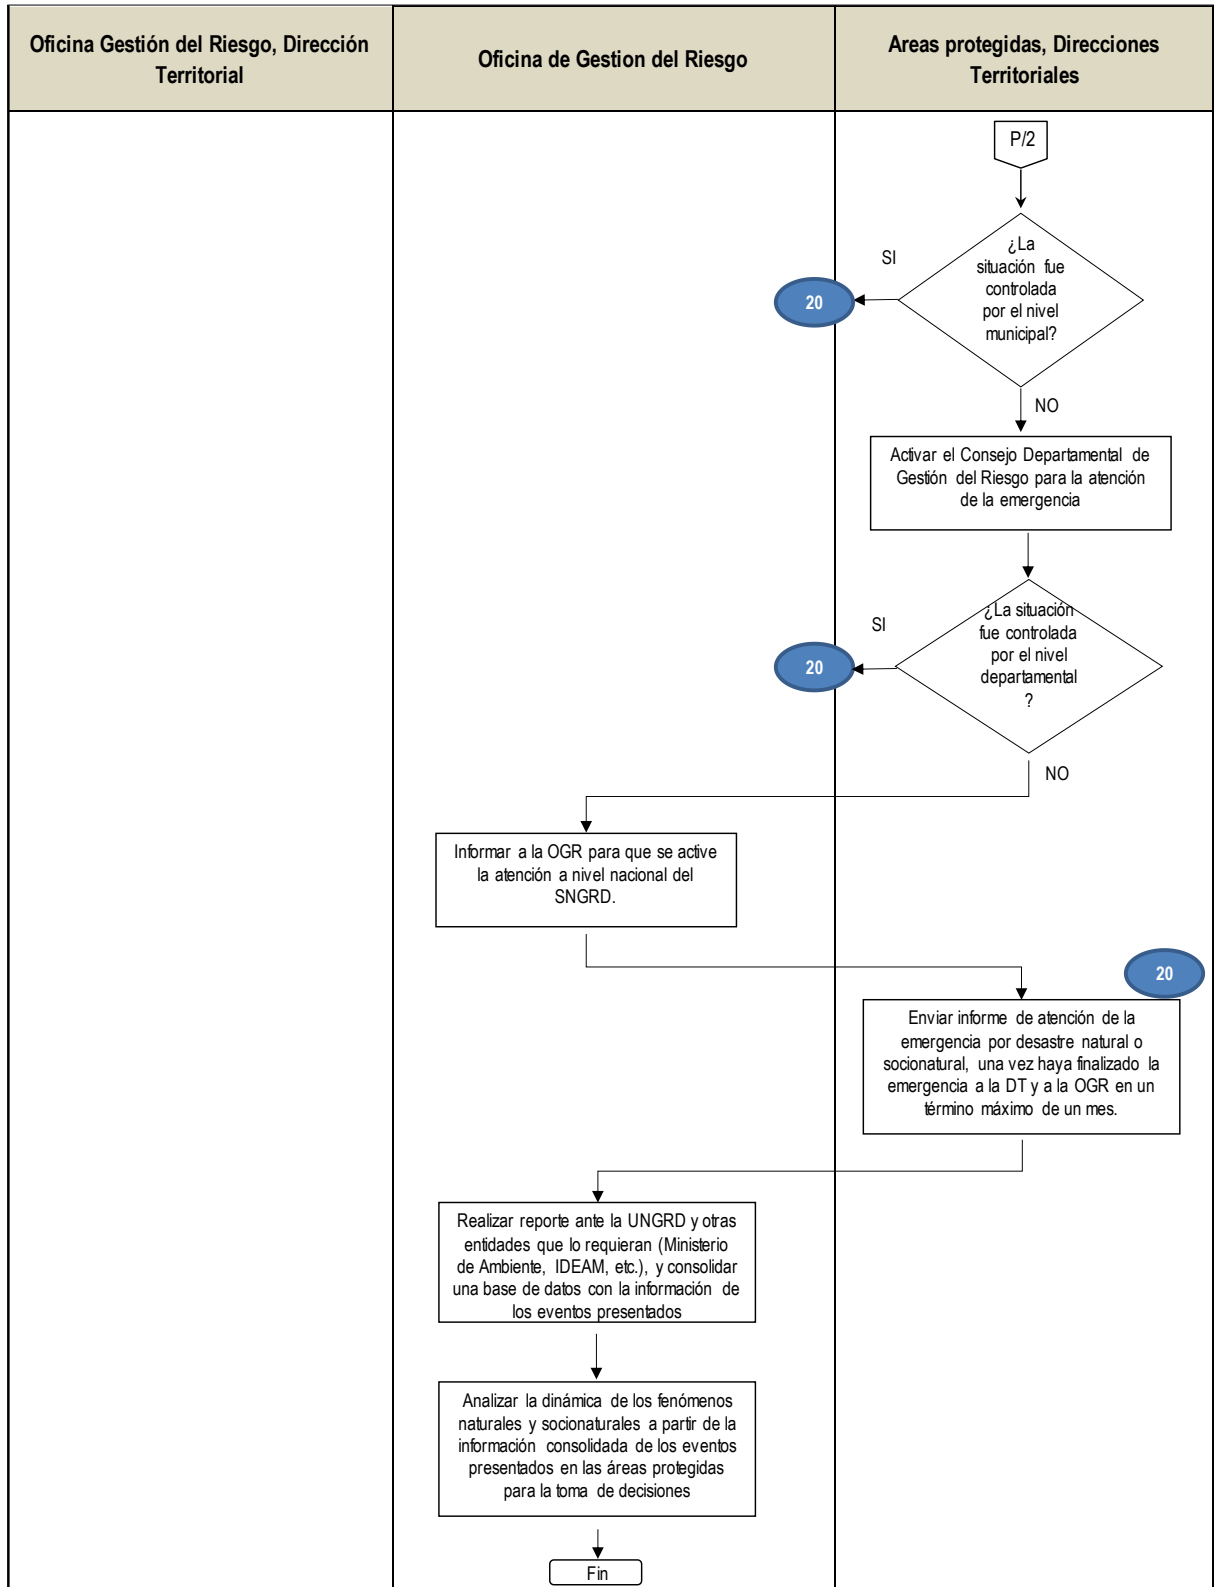 Oficina Gestión del Riesgo, Dirección
Territorial
Oficina de Gestion del Riesgo
Areas protegidas, Direcciones
Territoriales
P/2
¿La
situación fue
controlada
por el nivel
municipal?
SI
20
NO
Activar el Consejo Departamental de
Gestión del Riesgo para la atención
de la emergencia
¿La situación
fue controlada
por el nivel
departamental
?
SI
20
NO
Informar a la OGR para que se active
la atención a nivel nacional del
SNGRD.
20
Enviar informe de atención de la
emergencia por desastre natural o
socionatural, una vez haya finalizado la
emergencia a la DT y a la OGR en un
término máximo de un mes.
Realizar reporte ante la UNGRD y otras
entidades que lo requieran (Ministerio
de Ambiente, IDEAM, etc.), y consolidar
una base de datos con la información de
los eventos presentados
Analizar la dinámica de los fenómenos
naturales y socionaturales a partir de la
información consolidada de los eventos
presentados en las áreas protegidas
para la toma de decisiones
Fin